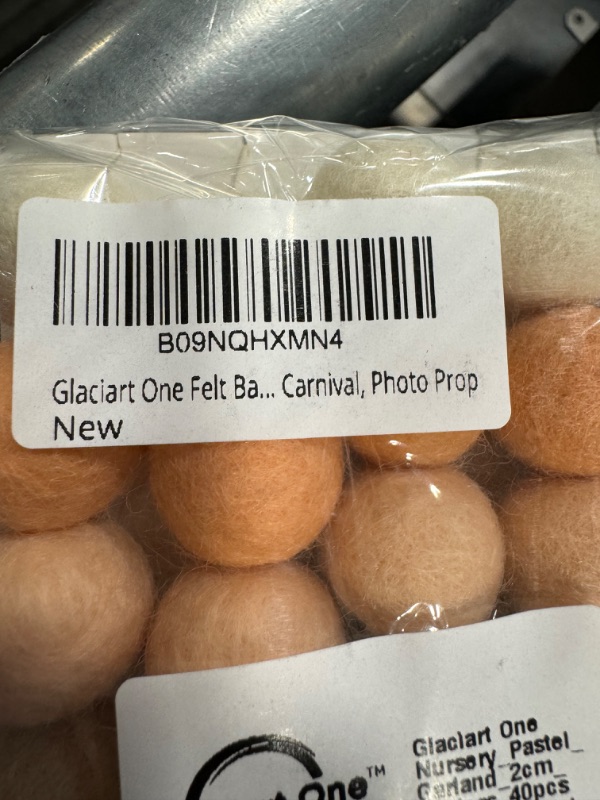 B09NQHXMN4
Glaciart One Felt Ba... Carnival, Photo Prop
New
Glaciart One
Nursery_Pastel_
Garland_2cm_
40pcs
One™